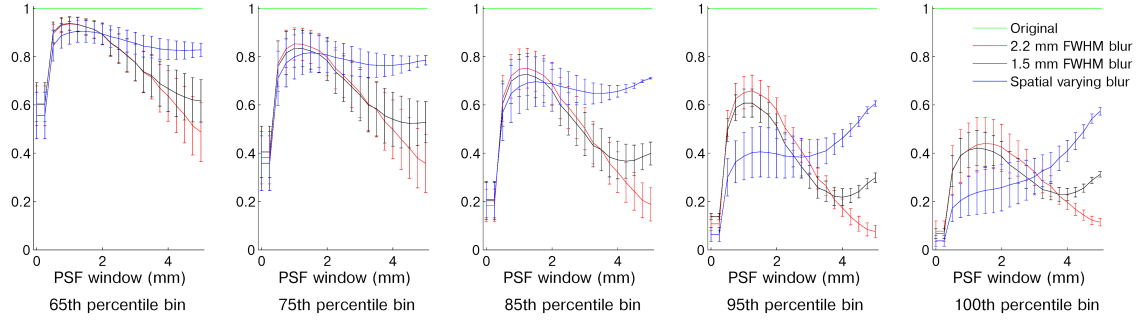 1
0.8
0.6
0.4
0.2
0
0 2 4
PSF window (mm)
65th percentile bin
1
0.8
0.6
0.4
0.2
0
0 2 4
PSF window (mm)
75th percentile bin
1
0.8
0.6
0.4
0.2
0
0 2 4
PSF window (mm)
85th percentile bin
1
0.8
0.6
0.4
0.2
0
0 2 4
PSF window (mm)
95th percentile bin
1
0.8
0.6
0.4
0.2
0
0 2 4
PSF window (mm)
100th percentile bin
Original
2.2 mm FWHM blur
1.5 mm FWHM blur
Spatial varying blur